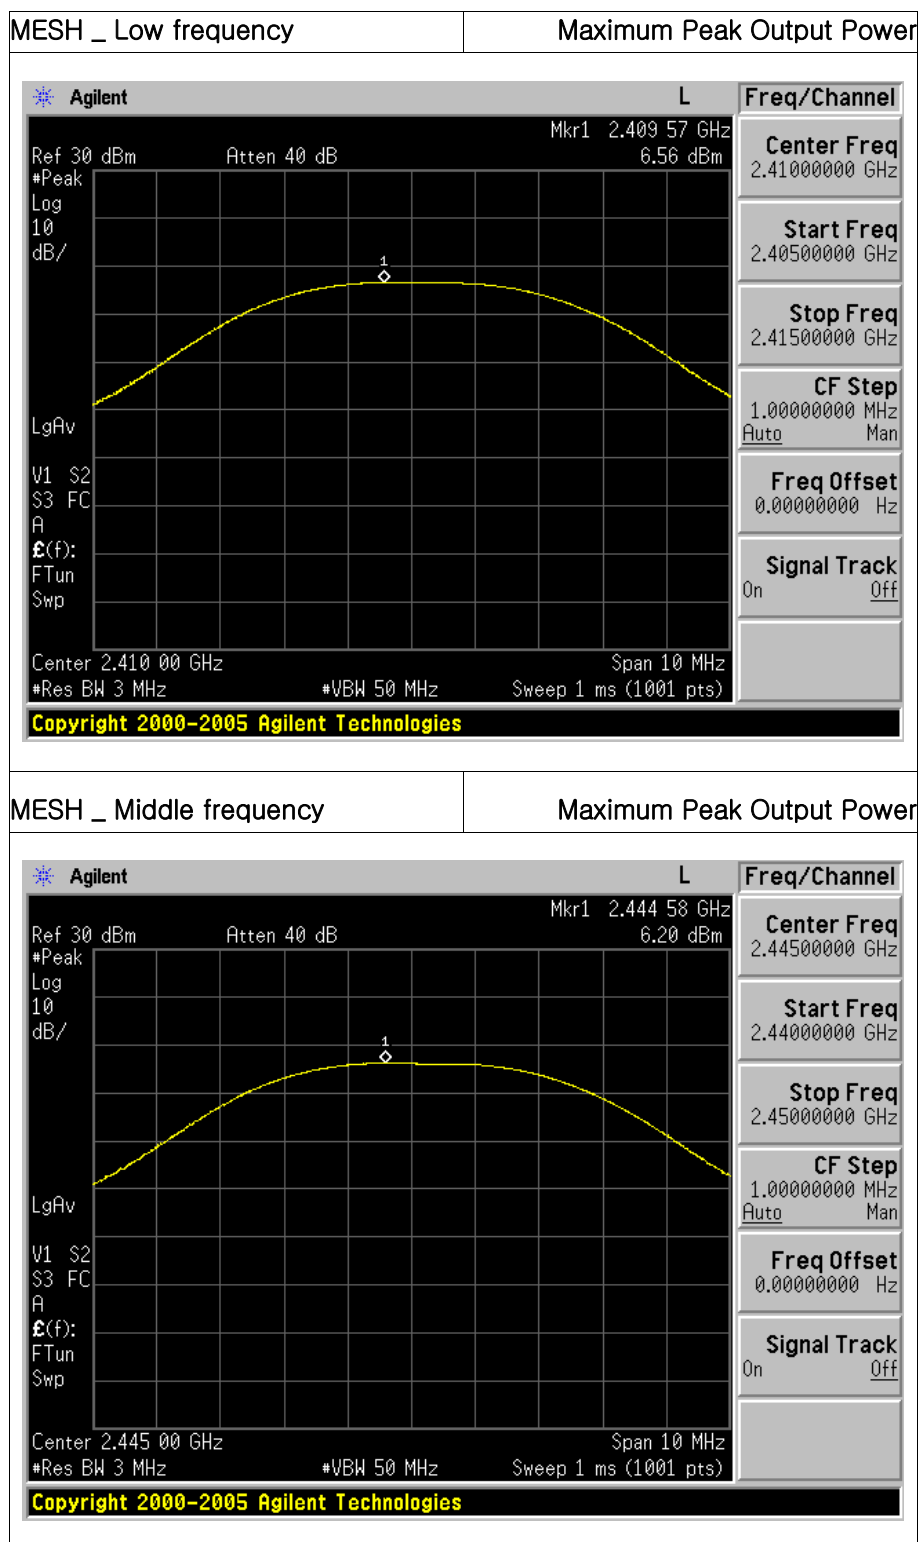 MESH _ Low frequency Maximum Peak Output Power
Agilent L Freq/Channel
Mkr1 2.409 57 GHz
Ref 30 dBm Atten 40 dB 6.56 dBm
#Peak
Log
10
dB/
1
LgAv
V1 S2
S3 FC
A
£(f):
FTun
Swp
Center 2.410 00 GHz Span 10 MHz
#Res BW 3 MHz #VBW 50 MHz Sweep 1 ms (1001 pts)
Center Freq
2.41000000 GHz
Start Freq
2.40500000 GHz
Stop Freq
2.41500000 GHz
CF Step
1.00000000 MHz
Auto Man
Freq Offset
0.00000000 Hz
Signal Track
On Off
Copyright 2000-2005 Agilent Technologies
MESH _ Middle frequency Maximum Peak Output Power
Agilent L Freq/Channel
Mkr1 2.444 58 GHz
Ref 30 dBm Atten 40 dB 6.20 dBm
#Peak
Log
10
dB/
1
LgAv
V1 S2
S3 FC
A
£(f):
FTun
Swp
Center 2.445 00 GHz Span 10 MHz
#Res BW 3 MHz #VBW 50 MHz Sweep 1 ms (1001 pts)
Center Freq
2.44500000 GHz
Start Freq
2.44000000 GHz
Stop Freq
2.45000000 GHz
CF Step
1.00000000 MHz
Auto Man
Freq Offset
0.00000000 Hz
Signal Track
On Off
Copyright 2000-2005 Agilent Technologies